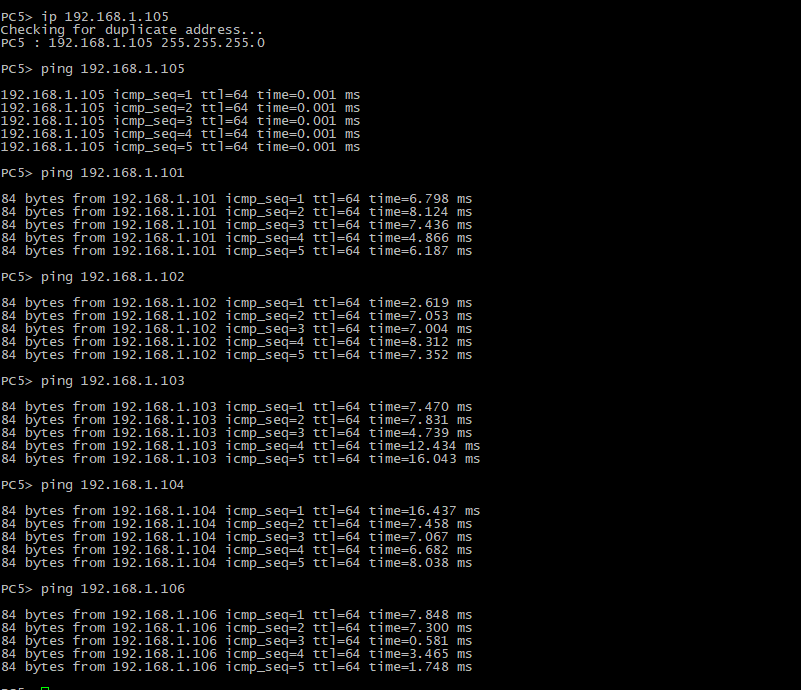 PC5> ip 192.168.1.105
Checking for duplicate address...
PC5 : 192.168.1.105 255.255.255.0
PC5> ping 192.168.1.105
192.168.1.105 icmp_seq=1 ttl=64 time=0.001 ms
192.168.1.105 icmp_seq=2 ttl=64 time=0.001 ms
192.168.1.105 icmp_seq=3 ttl=64 time=0.001 ms
192.168.1.105 icmp_seq=4 ttl=64 time=0.001 ms
192.168.1.105 icmp_seq=5 ttl=64 time=0.001 ms
PC5> ping 192.168.1.101
84 bytes from 192.168.1.101 icmp_seq=1 ttl=64 time=6.798 ms
84 bytes from 192.168.1.101 icmp_seq=2 ttl=64 time=8.124 ms
84 bytes from 192.168.1.101 icmp_seq=3 ttl=64 time=7.436 ms
84 bytes from 192.168.1.101 icmp_seq=4 ttl=64 time=4.866 ms
84 bytes from 192.168.1.101 icmp_seq=5 ttl=64 time=6.187 ms
PC5> ping 192.168.1.102
84 bytes from 192.168.1.102 icmp_seq=1 ttl=64 time=2.619 ms
84 bytes from 192.168.1.102 icmp_seq=2 ttl=64 time=7.053 ms
84 bytes from 192.168.1.102 icmp_seq=3 ttl=64 time=7.004 ms
84 bytes from 192.168.1.102 icmp_seq=4 ttl=64 time=8.312 ms
84 bytes from 192.168.1.102 icmp_seq=5 ttl=64 time=7.352 ms
PC5> ping 192.168.1.103
84 bytes from 192.168.1.103 icmp_seq=1 ttl=64 time=7.470 ms
84 bytes from 192.168.1.103 icmp_seq=2 ttl=64 time=7.831 ms
84 bytes from 192.168.1.103 icmp_seq=3 ttl=64 time=4.739 ms
84 bytes from 192.168.1.103 icmp_seq=4 ttl=64 time=12.434 ms
84 bytes from 192.168.1.103 icmp_seq=5 ttl=64 time=16.043 ms
PC5> ping 192.168.1.104
84 bytes from 192.168.1.104 icmp_seq=1 ttl=64 time=16.437 ms
84 bytes from 192.168.1.104 icmp_seq=2 ttl=64 time=7.458 ms
84 bytes from 192.168.1.104 icmp_seq=3 ttl=64 time=7.067 ms
84 bytes from 192.168.1.104 icmp_seq=4 ttl=64 time=6.682 ms
84 bytes from 192.168.1.104 icmp_seq=5 ttl=64 time=8.038 ms
PC5> ping 192.168.1.106
84 bytes from 192.168.1.106 icmp_seq=1 ttl=64 time=7.848 ms
84 bytes from 192.168.1.106 icmp_seq=2 ttl=64 time=7.300 ms
84 bytes from 192.168.1.106 icmp_seq=3 ttl=64 time=0.581 ms
84 bytes from 192.168.1.106 icmp_seq=4 ttl=64 time=3.465 ms
84 bytes from 192.168.1.106 icmp_seq=5 ttl=64 time=1.748 ms
PC5>